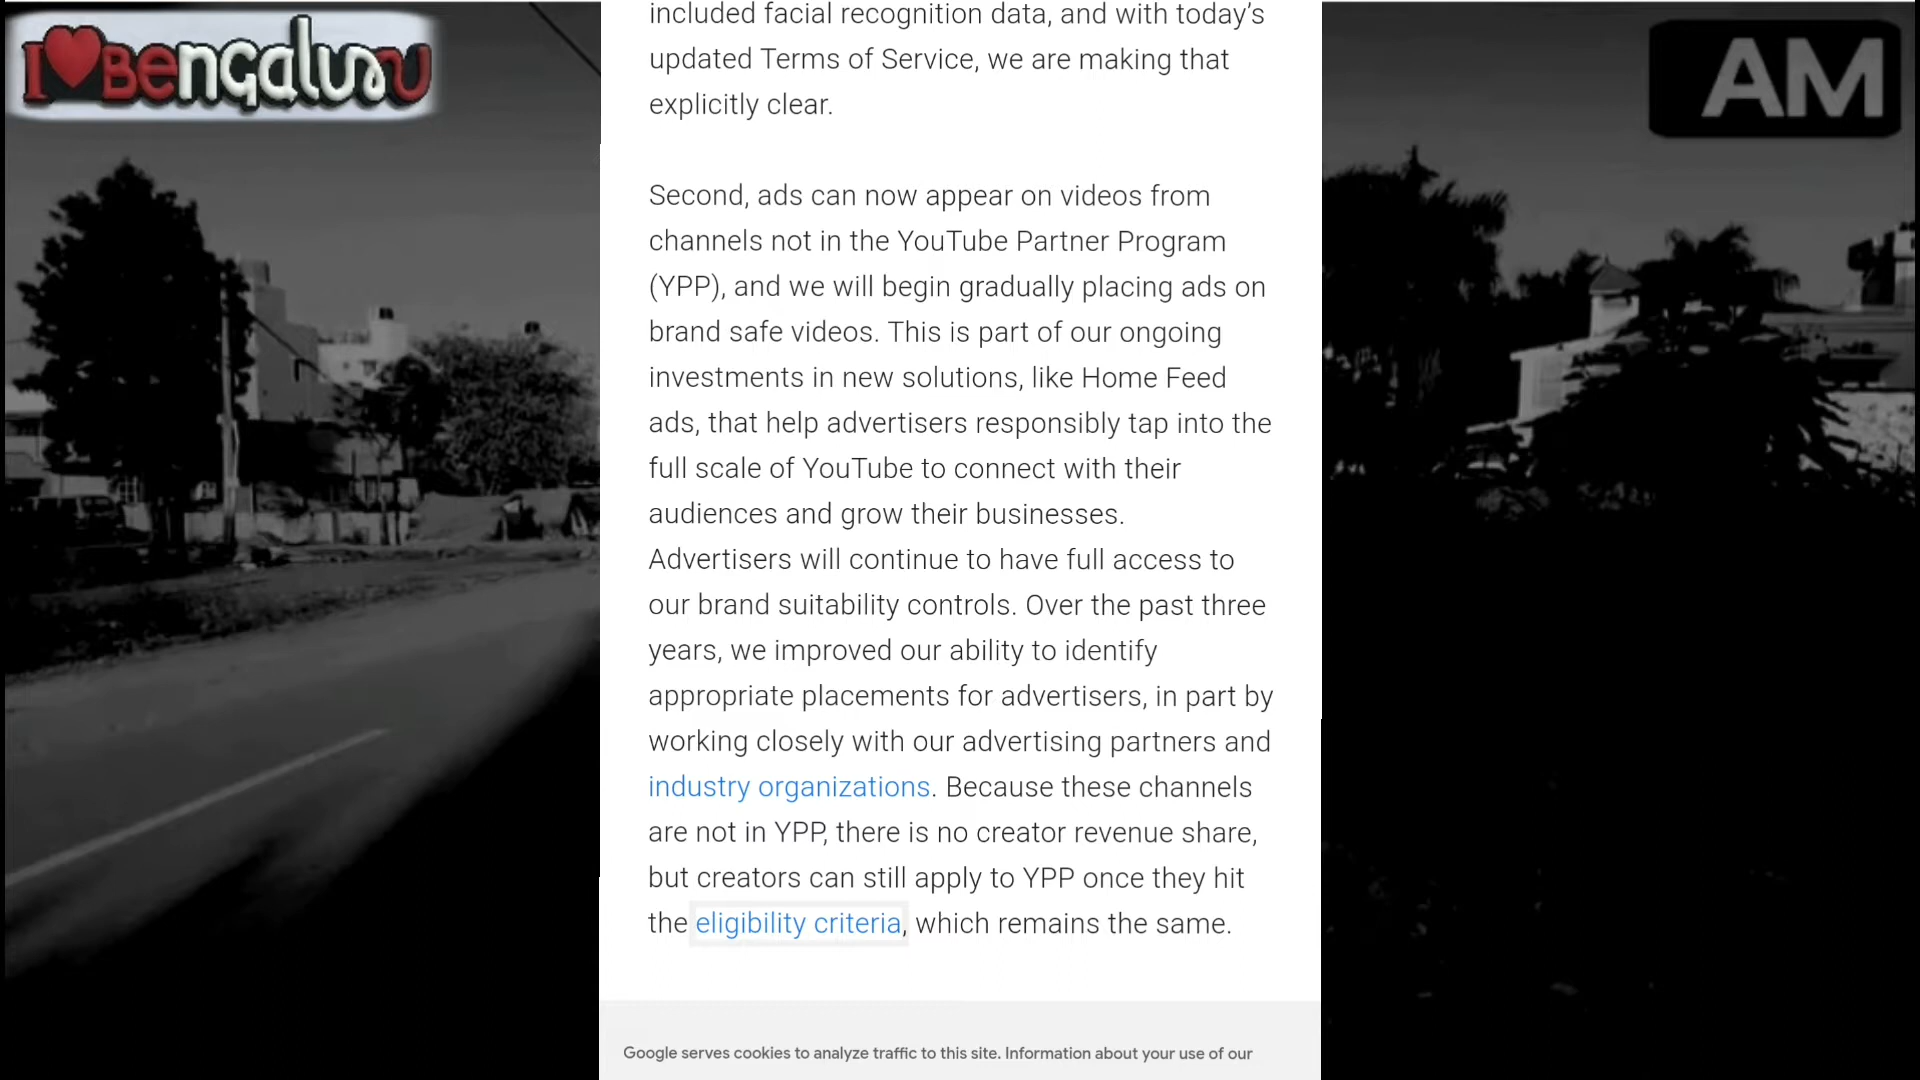 I ❤ Bengaluru
AM
included facial recognition data, and with today’s
updated Terms of Service, we are making that
explicitly clear.
Second, ads can now appear on videos from
channels not in the YouTube Partner Program
(YPP), and we will begin gradually placing ads on
brand safe videos. This is part of our ongoing
investments in new solutions, like Home Feed
ads, that help advertisers responsibly tap into the
full scale of YouTube to connect with their
audiences and grow their businesses.
Advertisers will continue to have full access to
our brand suitability controls. Over the past three
years, we improved our ability to identify
appropriate placements for advertisers, in part by
working closely with our advertising partners and
industry organizations. Because these channels
are not in YPP, there is no creator revenue share,
but creators can still apply to YPP once they hit
the eligibility criteria, which remains the same.
Google serves cookies to analyze traffic to this site. Information about your use of our